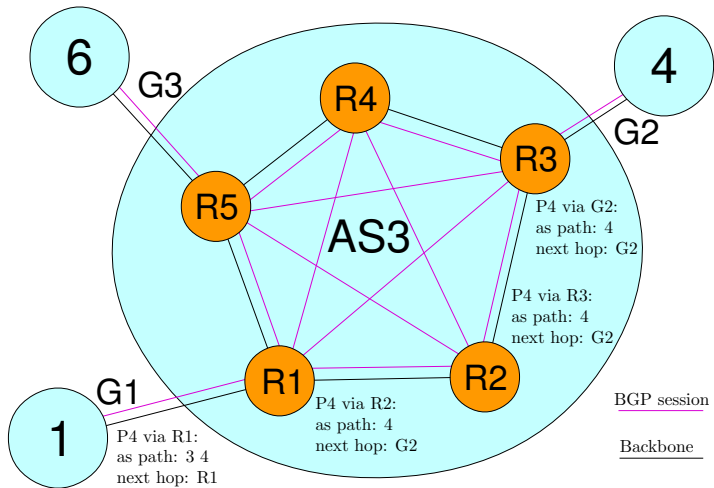 6
G3
4
G2
R4
R3
R5
AS3
P4 via G2:
as path: 4
next hop: G2
P4 via R3:
as path: 4
next hop: G2
R1
R2
G1
1
P4 via R2:
as path: 4
next hop: G2
P4 via R1:
as path: 3 4
next hop: R1
BGP session
Backbone